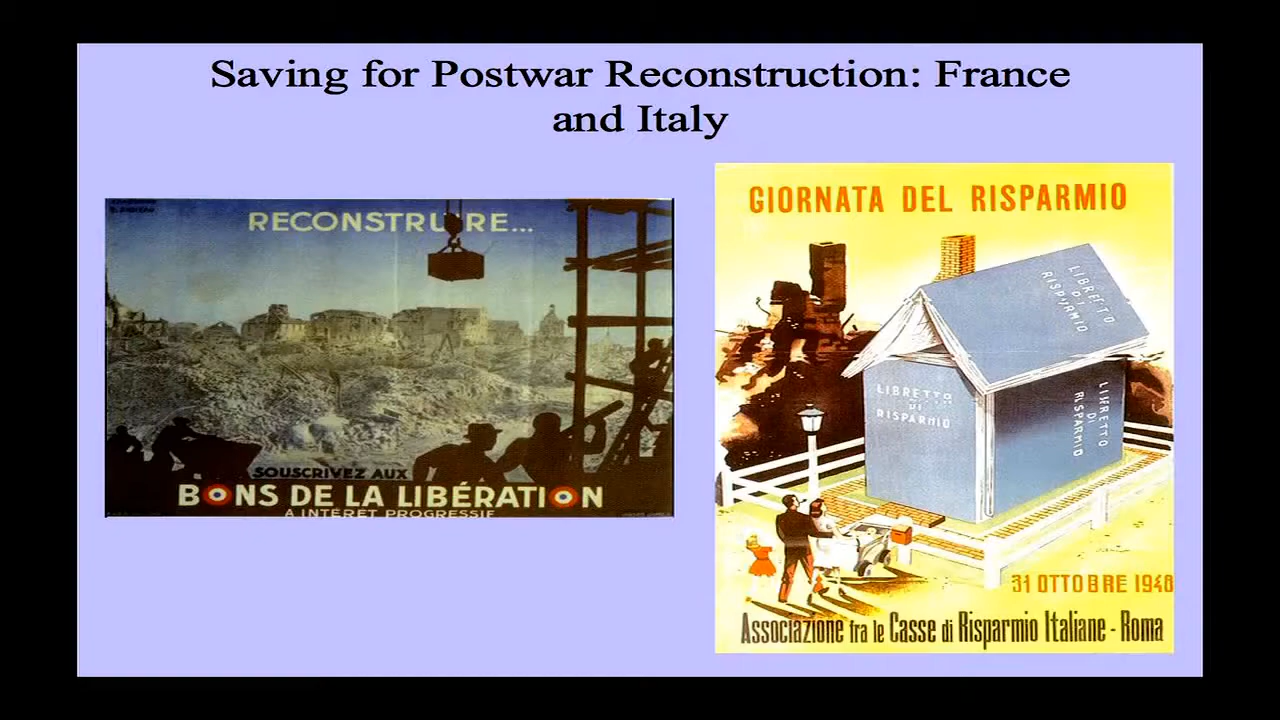 Saving for Postwar Reconstruction: France
and Italy
RECONSTRUIRE...
SOUSCRIVEZ AUX
BONS DE LA LIBÉRATION
A INTÉRÊT PROGRESSIF
GIORNATA DEL RISPARMIO
LIBRETTO
DI
RISPARMIO
LIBRETTO
DI
RISPARMIO
LIBRETTO
DI
RISPARMIO
31 OTTOBRE 1948
Associazione fra le Casse di Risparmio Italiane - Roma